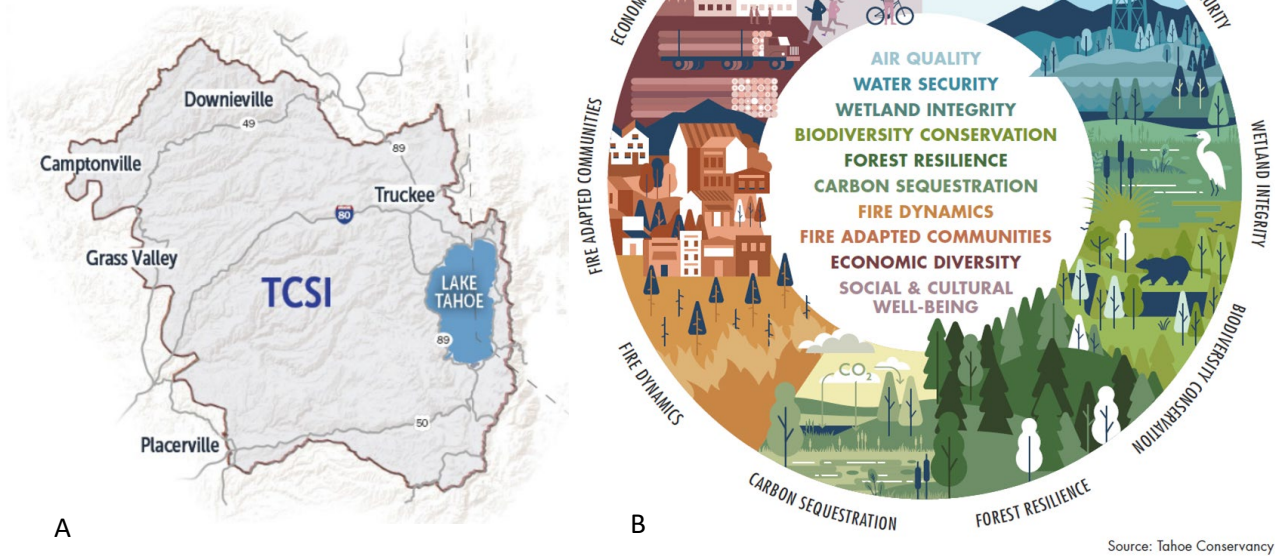 Downieville
49
89
Camptonville
Truckee
80
Grass Valley
TCSI
LAKE
TAHOE
89
50
Placerville
A
AIR QUALITY
WATER SECURITY
WETLAND INTEGRITY
BIODIVERSITY CONSERVATION
FOREST RESILIENCE
CARBON SEQUESTRATION
FIRE DYNAMICS
FIRE ADAPTED COMMUNITIES
ECONOMIC DIVERSITY
SOCIAL & CULTURAL
WELL-BEING
ECONOM
URITY
FIRE ADAPTED COMMUNITIES
WETLAND INTEGRITY
BIODIVERSITY CONSERVATION
FIRE DYNAMICS
CO2
CARBON SEQUESTRATION
FOREST RESILIENCE
B
Source: Tahoe Conservancy